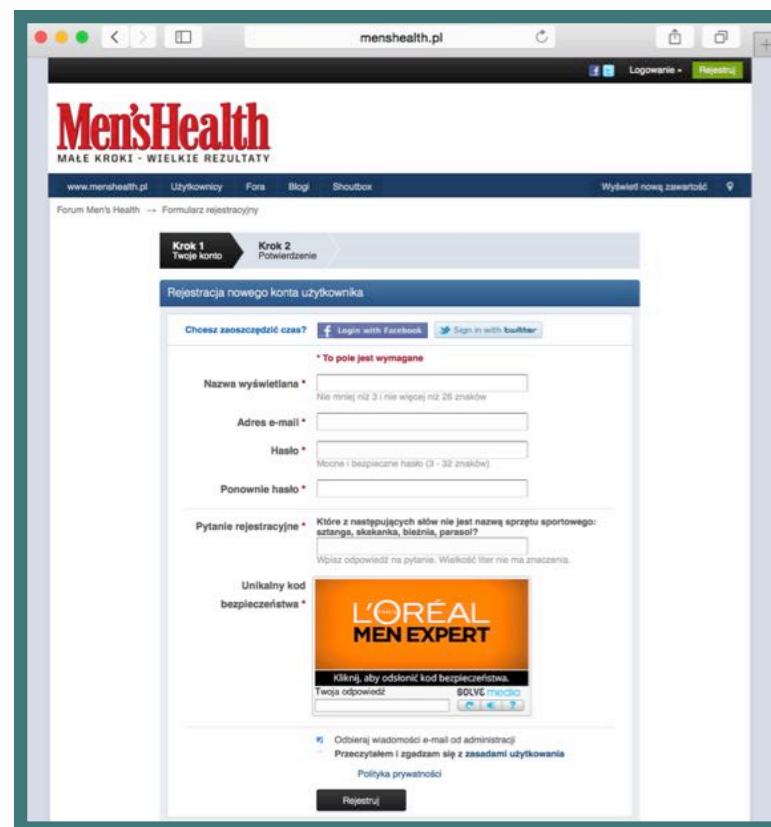 menshealth.pl
Logowanie
Rejestruj
Men'sHealth
MAŁE KROKI - WIELKIE REZULTATY
www.menshealth.pl Użytkownicy Fora Blogi Shoutbox Wyświetl nową zawartość
Forum Men's Health → Formularz rejestracyjny
Krok 1 Krok 2
Twoje konto Potwierdzenie
Rejestracja nowego konta użytkownika
Chcesz zaoszczędzić czas? f Login with Facebook Sign in with twitter
* To pole jest wymagane
Nazwa wyświetlana *
Nie mniej niż 3 i nie więcej niż 26 znaków
Adres e-mail *
Hasło *
Mocne i bezpieczne hasło (3 - 32 znaków)
Ponownie hasło *
Pytanie rejestracyjne * Które z następujących słów nie jest nazwą sprzętu sportowego:
sztanga, skakanka, bieżnia, parasol?
Wpisz odpowiedź na pytanie. Wielkość liter nie ma znaczenia.
Unikalny kod
bezpieczeństwa *
L'ORÉAL
MEN EXPERT
Kliknij, aby odsłonić kod bezpieczeństwa.
Twoja odpowiedź SOLVE media
?
Odbieraj wiadomości e-mail od administracji
Przeczytałem i zgadzam się z zasadami użytkowania
Polityka prywatności
Rejestruj